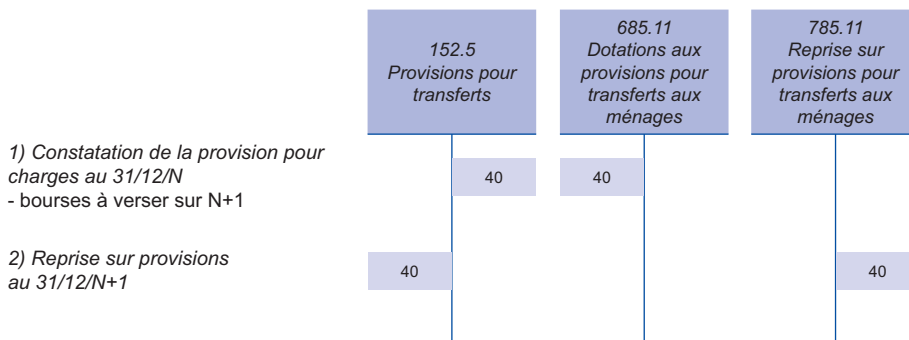 152.5
Provisions pour
transferts
685.11
Dotations aux
provisions pour
transferts aux
ménages
785.11
Reprise sur
provisions pour
transferts aux
ménages
1) Constatation de la provision pour
charges au 31/12/N
- bourses à verser sur N+1
40
40
2) Reprise sur provisions
au 31/12/N+1
40
40